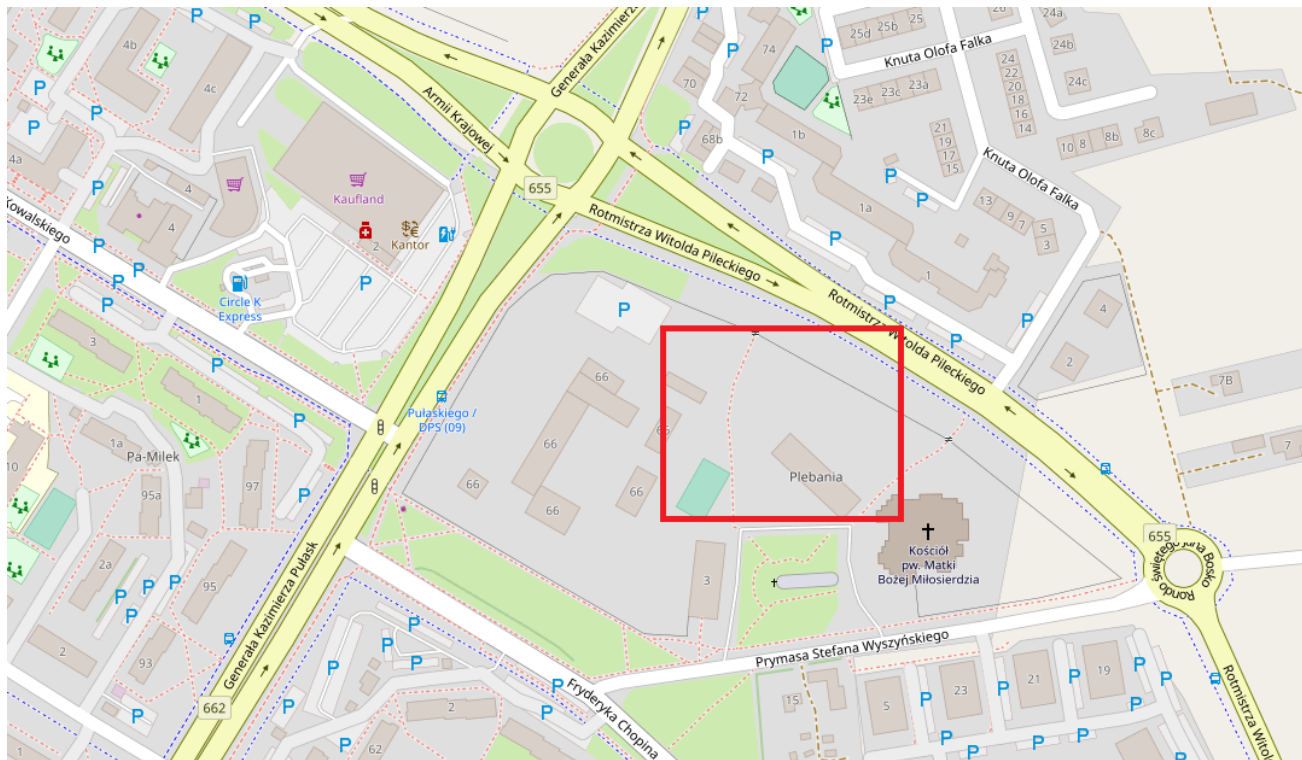 4b
4c
P
P
P
P
P
4a
P
4
4
Kowalskiego
P
P
P
Kaufland
2
Kantor
P
Circle K
Express
Armii Krajowej
Generała Kazimierza
P
655
Rotmistrza Witolda Pileckiego
Rotmistrza Witolda Pileckiego
74
P
P
70
72
68b
P
P
1b
1a
P
P
1
P
P
P
25d
25b
25
26
24a
24b
24c
Knuta Olofa Falka
23e
23c
23a
24
22
20
18
16
14
21
19
17
15
10
8
8b
8c
Knuta Olofa Falka
13
9
7
5
3
4
2
7B
7
3
1
1a
P
Pa-Milek
10
95a
97
P
P
2a
P
P
P
95
2
93
P
1
662
Generała Kazimierza Pułask
Pułaskiego /
DPS (09)
P
66
66
66
66
66
66
Plebania
3
Kościół
pw. Matki
Bożej Miłosierdzia
655
Rondo Świętego Jana Bosko
Prymasa Stefana Wyszyńskiego
Fryderyka Chopina
P
P
P
P
P
P
P
2
62
15
5
P
23
P
21
P
19
P
P
P
P
P
P
P
Rotmistrza Witol